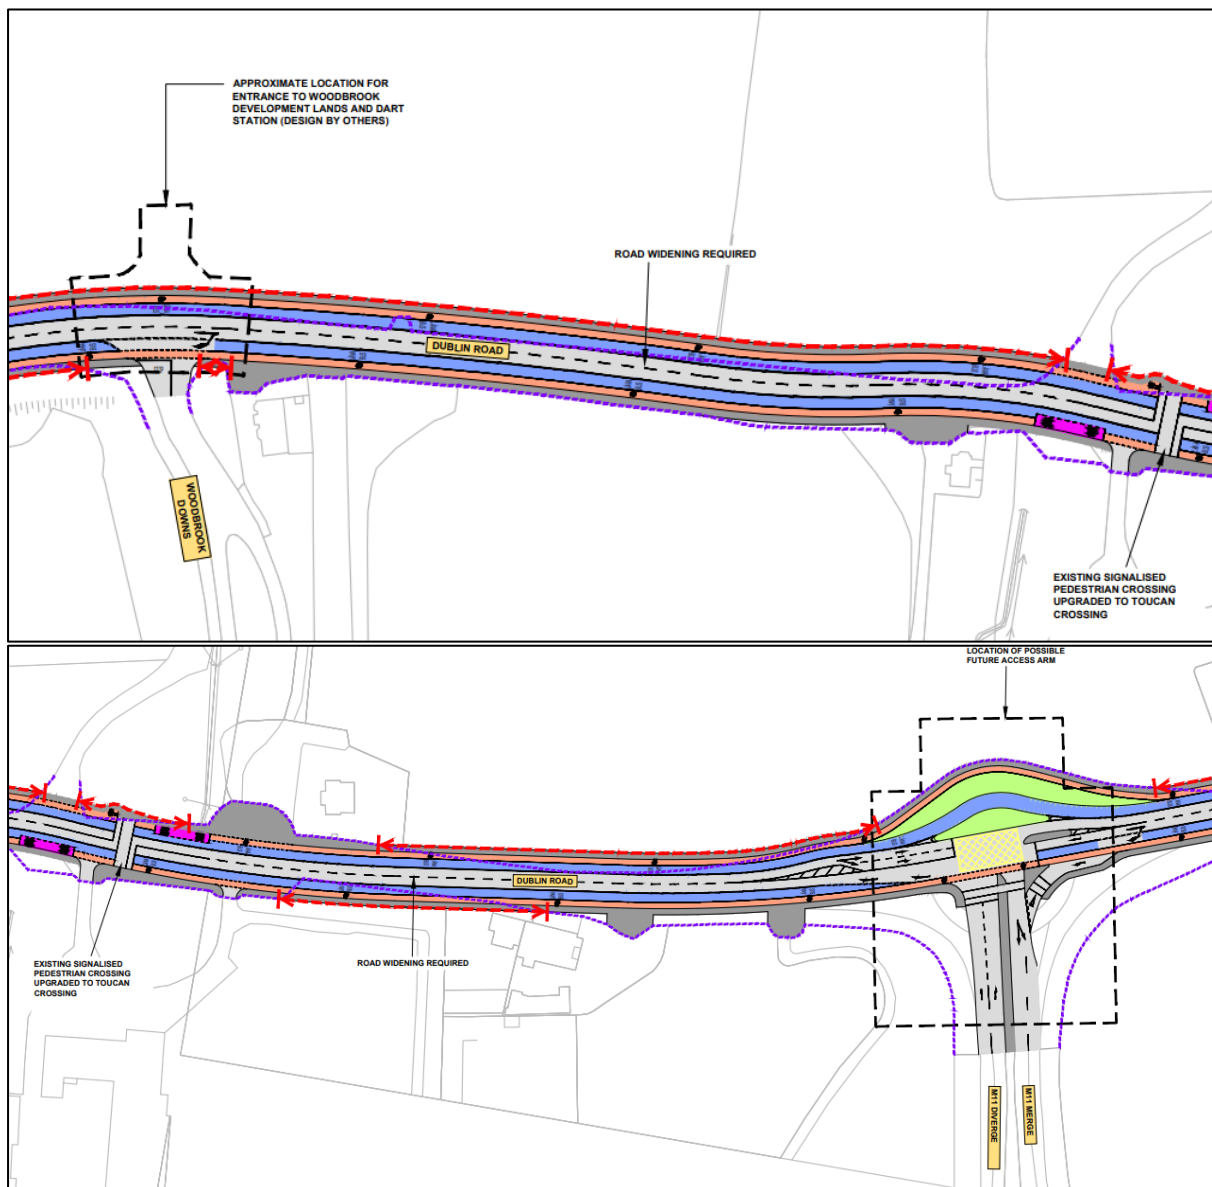 APPROXIMATE LOCATION FOR
ENTRANCE TO WOODBROOK
DEVELOPMENT LANDS AND DART
STATION (DESIGN BY OTHERS)
ROAD WIDENING REQUIRED
DUBLIN ROAD
WOODBROOK
DOWNS
EXISTING SIGNALISED
PEDESTRIAN CROSSING
UPGRADED TO TOUCAN
CROSSING
LOCATION OF POSSIBLE
FUTURE ACCESS ARM
DUBLIN ROAD
EXISTING SIGNALISED
PEDESTRIAN CROSSING
UPGRADED TO TOUCAN
CROSSING
ROAD WIDENING REQUIRED
M11 DIVERGE
M11 MERGE